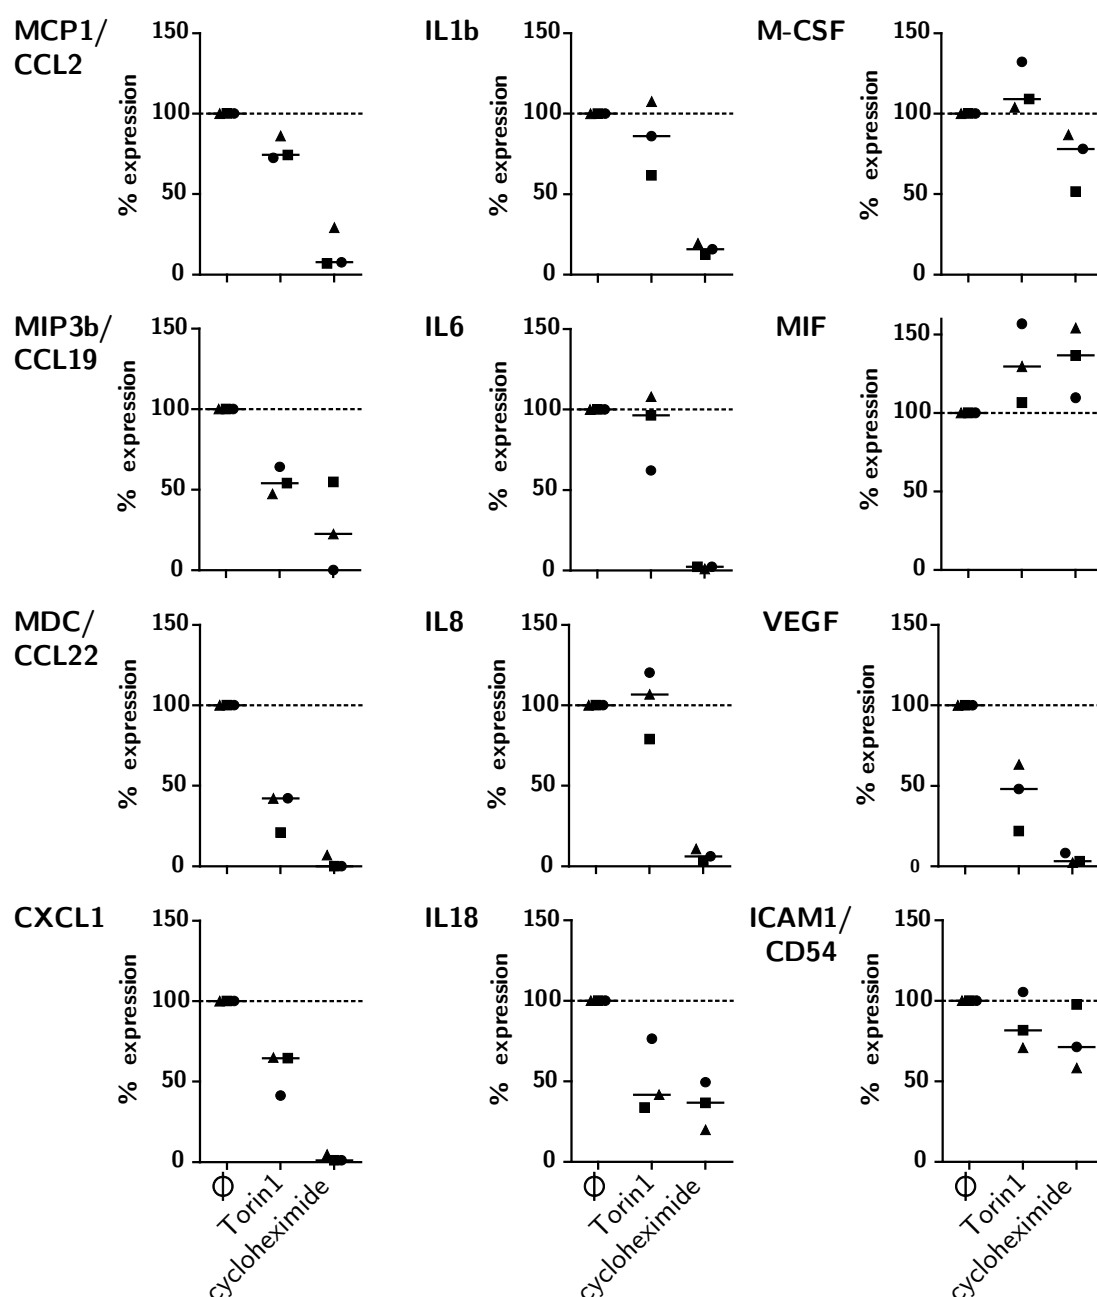 MCP1/
CCL2
% expression
150
100
50
0
IL1b
% expression
150
100
50
0
M-CSF
% expression
150
100
50
0
MIP3b/
CCL19
% expression
150
100
50
0
IL6
% expression
150
100
50
0
MIF
% expression
150
100
50
0
MDC/
CCL22
% expression
150
100
50
0
IL8
% expression
150
100
50
0
VEGF
% expression
150
100
50
0
CXCL1
% expression
150
100
50
0
IL18
% expression
150
100
50
0
ICAM1/
CD54
% expression
150
100
50
0
Φ
Torin1
cycloheximide
Φ
Torin1
cycloheximide
Φ
Torin1
cycloheximide